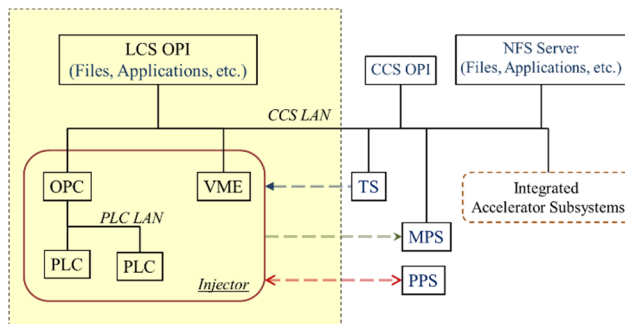 LCS OPI
(Files, Applications, etc.)
CCS OPI
NFS Server
(Files, Applications, etc.)
CCS LAN
OPC
VME
TS
Integrated
Accelerator Subsystems
PLC LAN
MPS
PLC
PLC
Injector
PPS